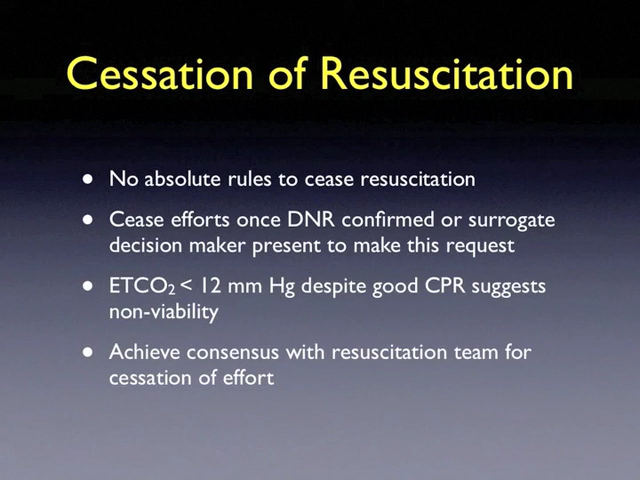 Cessation of Resuscitation
• No absolute rules to cease resuscitation
• Cease efforts once DNR confirmed or surrogate
decision maker present to make this request
• ETCO₂ < 12 mm Hg despite good CPR suggests
non-viability
• Achieve consensus with resuscitation team for
cessation of effort